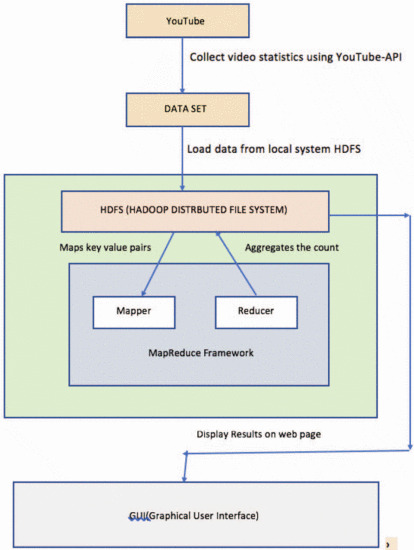 YouTube
Collect video statistics using YouTube-API
DATA SET
Load data from local system HDFS
HDFS (HADOOP DISTRBUTED FILE SYSTEM)
Maps key value pairs
Aggregates the count
Mapper
Reducer
MapReduce Framework
Display Results on web page
GUI(Graphical User Interface)